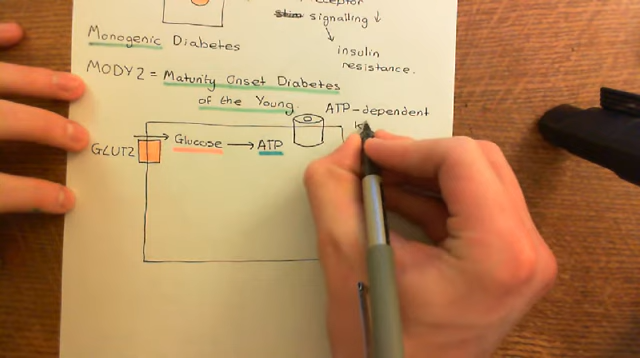 signalling ↓
Monogenic Diabetes
insulin
resistance.
MODY2 = Maturity Onset Diabetes
of the Young.
ATP-dependent
GLUT2
Glucose → ATP